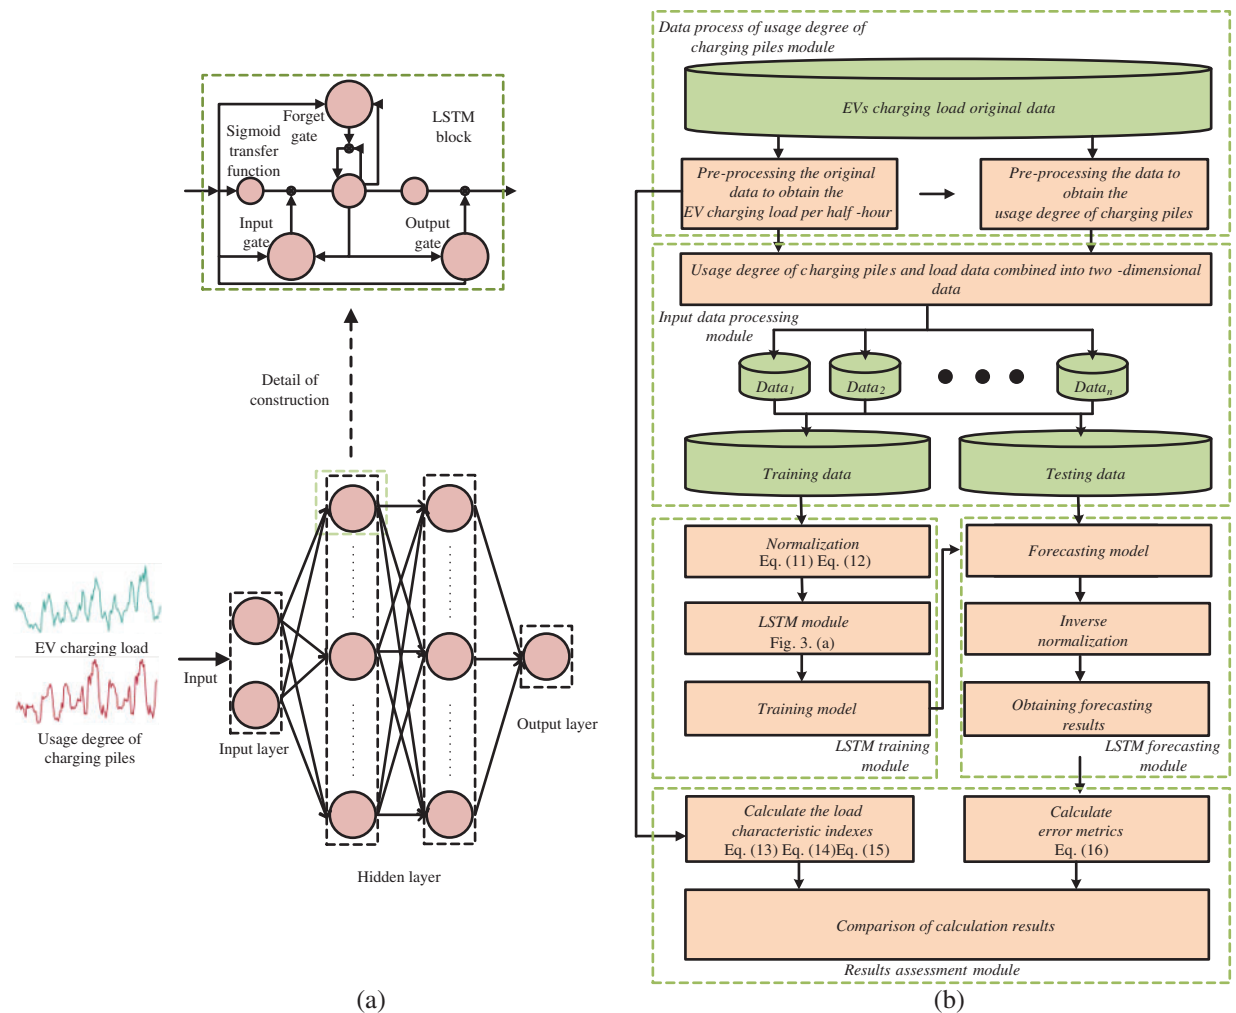 Forget
gate
LSTM
block
Sigmoid
transfer
function
Input
gate
Output
gate
Detail of
construction
EV charging load
Usage degree of
charging piles
Input
Input layer
Output layer
Hidden layer
(a)
Data process of usage degree of
charging piles module
EVs charging load original data
Pre-processing the original
data to obtain the
EV charging load per half -hour
Pre-processing the data to
obtain the
usage degree of charging piles
Usage degree of charging piles and load data combined into two -dimensional
data
Input data processing
module
Data1
Data2
Datan
Training data
Testing data
Normalization
Eq. (11) Eq. (12)
LSTM module
Fig. 3. (a)
Training model
LSTM training
module
Forecasting model
Inverse
normalization
Obtaining forecasting
results
LSTM forecasting
module
Calculate the load
characteristic indexes
Eq. (13) Eq. (14)Eq. (15)
Calculate
error metrics
Eq. (16)
Comparison of calculation results
Results assessment module
(b)